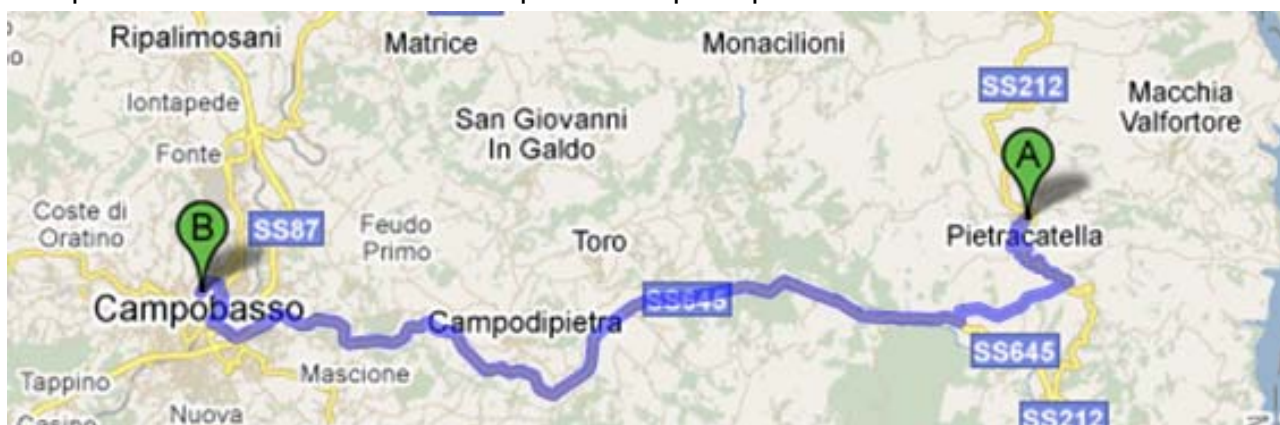 Ripalimosani
Matrice
Monacilioni
SS212
Macchia
Valfortore
Iontapede
San Giovanni
In Galdo
Fonte
A
Coste di
Oratino
B
SS87
Feudo
Primo
Toro
Pietracatella
Campobasso
SS645
Campodipietra
SS645
Tappino
Mascione
Nuova
SS212